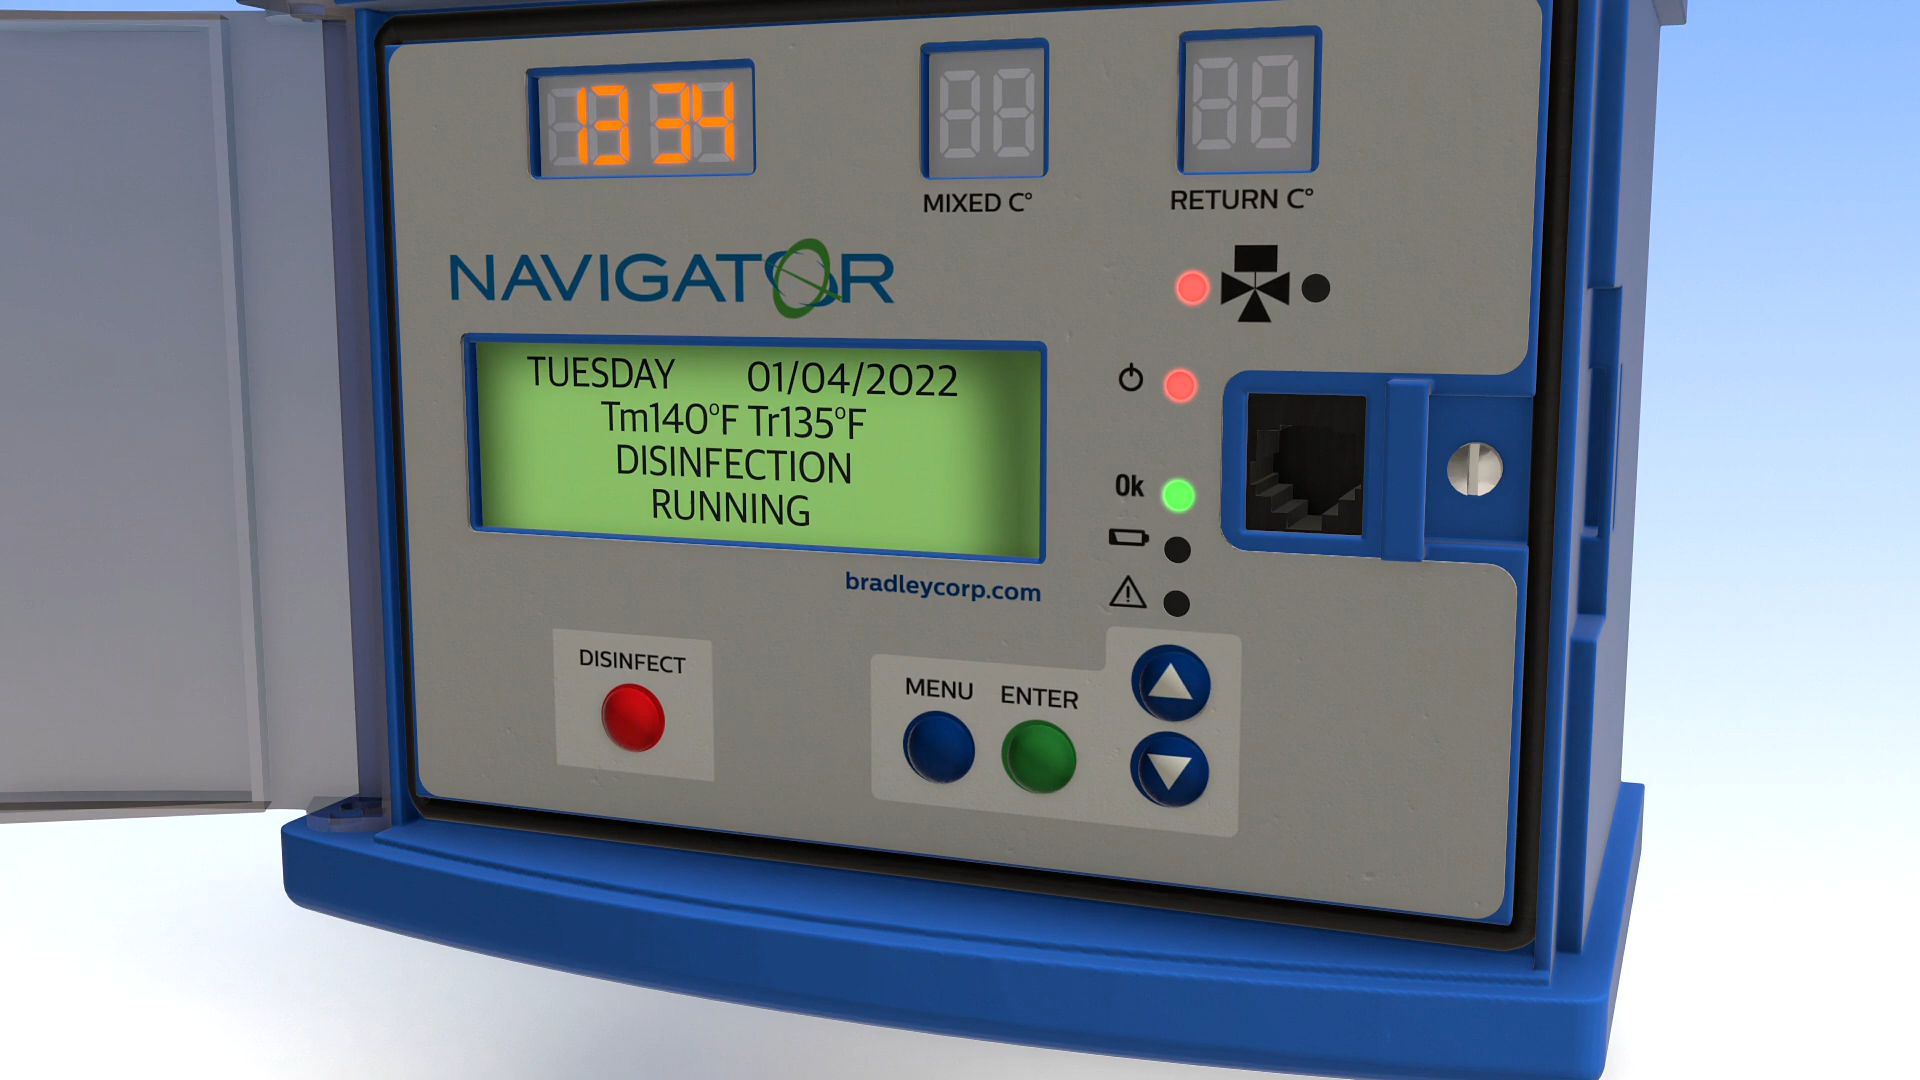 13 34
MIXED C°
RETURN C°
NAVIGATOR
TUESDAY 01/04/2022
Tm140°F Tr135°F
DISINFECTION
RUNNING
Ok
bradleycorp.com
DISINFECT
MENU ENTER